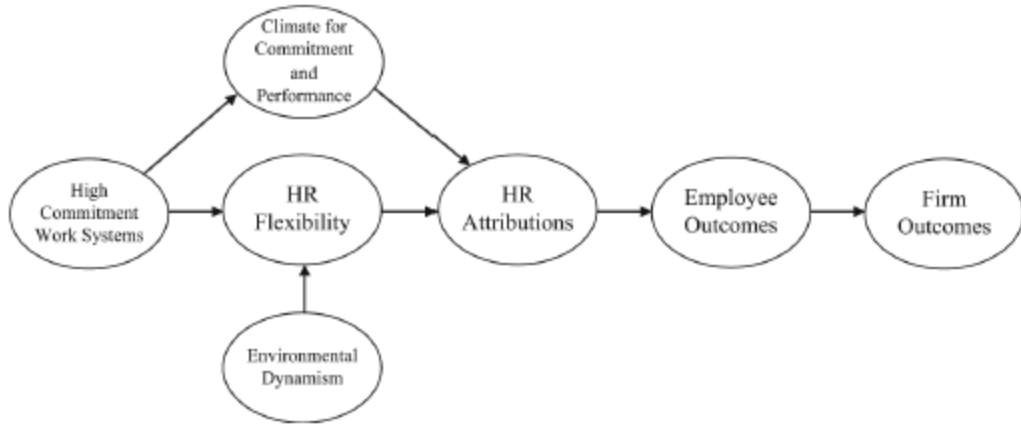 Climate for
Commitment
and
Performance
High
Commitment
Work Systems
HR
Flexibility
HR
Attributions
Employee
Outcomes
Firm
Outcomes
Environmental
Dynamism